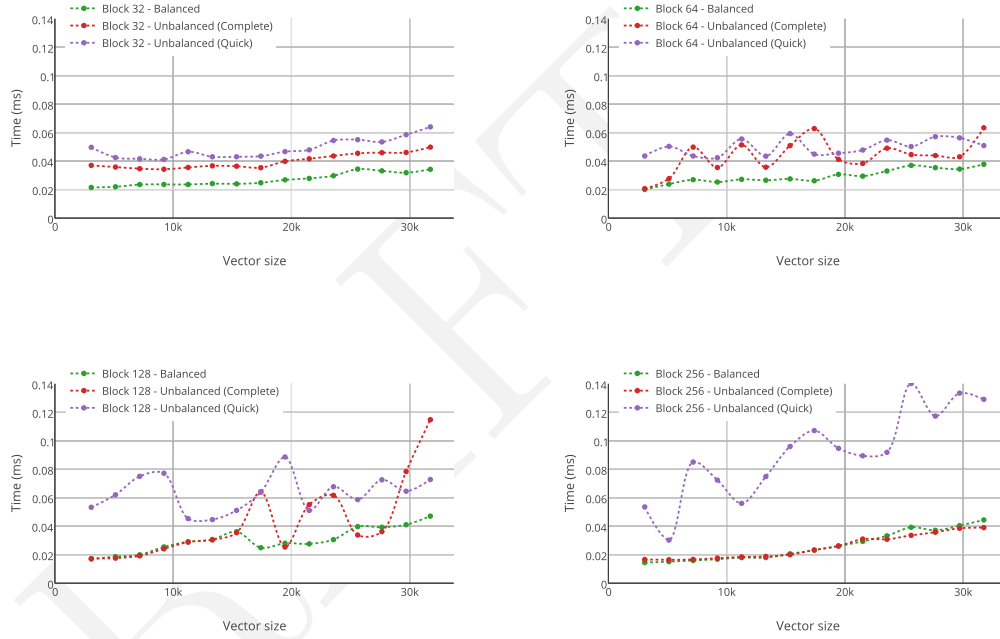 Block 32 - Balanced
Block 32 - Unbalanced (Complete)
Block 32 - Unbalanced (Quick)
0.14
0.12
0.1
0.08
0.06
0.04
0.02
0
0
10k
20k
30k
Time (ms)
Vector size
Block 64 - Balanced
Block 64 - Unbalanced (Complete)
Block 64 - Unbalanced (Quick)
0.14
0.12
0.1
0.08
0.06
0.04
0.02
0
0
10k
20k
30k
Time (ms)
Vector size
Block 128 - Balanced
Block 128 - Unbalanced (Complete)
Block 128 - Unbalanced (Quick)
0.14
0.12
0.1
0.08
0.06
0.04
0.02
0
0
10k
20k
30k
Time (ms)
Vector size
Block 256 - Balanced
Block 256 - Unbalanced (Complete)
Block 256 - Unbalanced (Quick)
0.14
0.12
0.1
0.08
0.06
0.04
0.02
0
0
10k
20k
30k
Time (ms)
Vector size